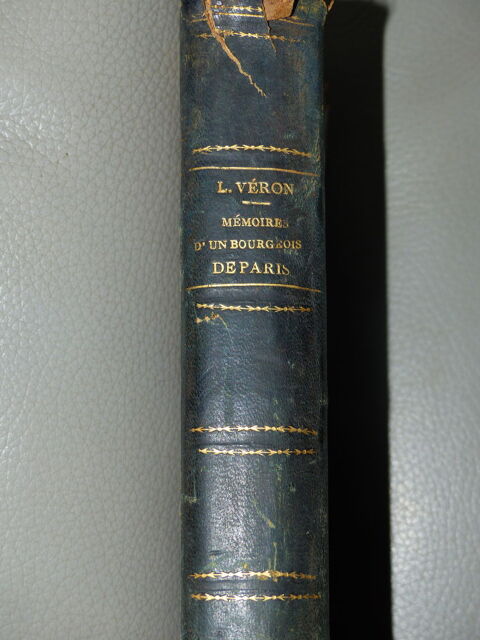 L. VÉRON
MÉMOIRES
D'UN BOURGEOIS
DE PARIS